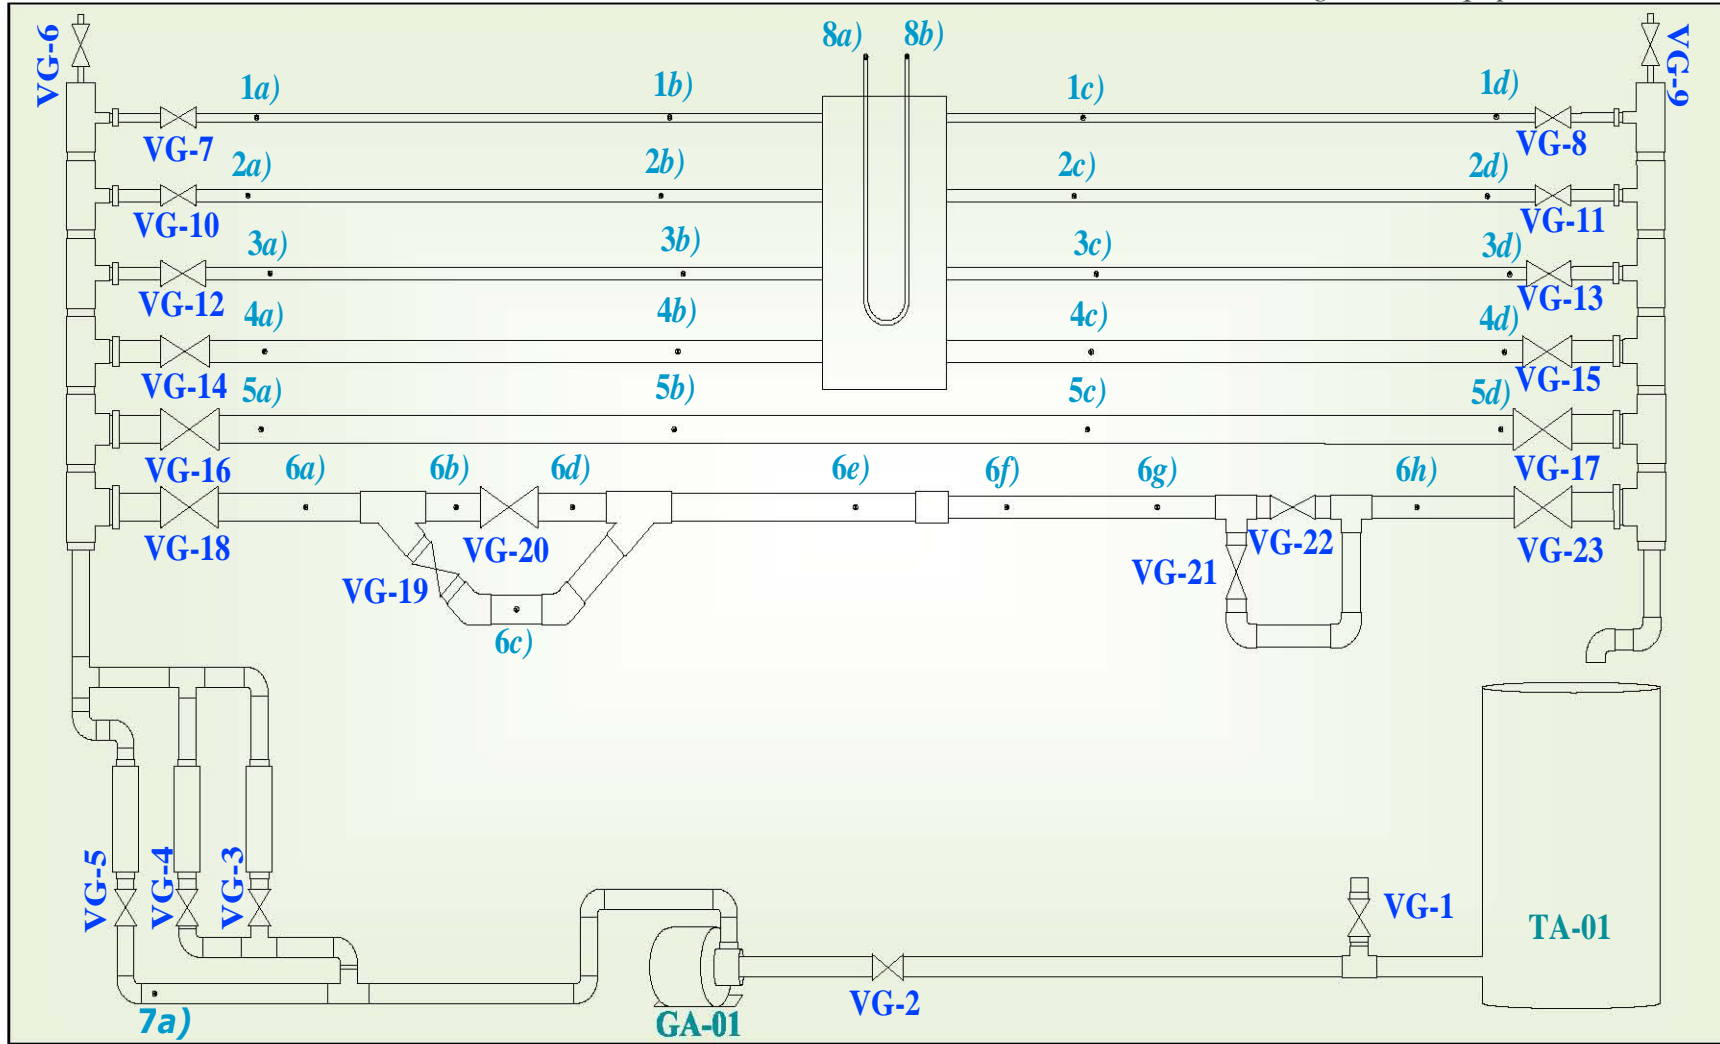 8a) 8b)
VG-6
VG-9
1a) 1b) 1c) 1d)
VG-7 VG-8
2a) 2b) 2c) 2d)
VG-10 VG-11
3a) 3b) 3c) 3d)
VG-12 VG-13
4a) 4b) 4c) 4d)
VG-14 VG-15
5a) 5b) 5c) 5d)
VG-16 VG-17
6a) 6b) 6d) 6e) 6f) 6g) 6h)
VG-18 VG-20 VG-22 VG-23
VG-19 VG-21
6c)
VG-5 VG-4 VG-3
VG-1
TA-01
VG-2
7a)
GA-01